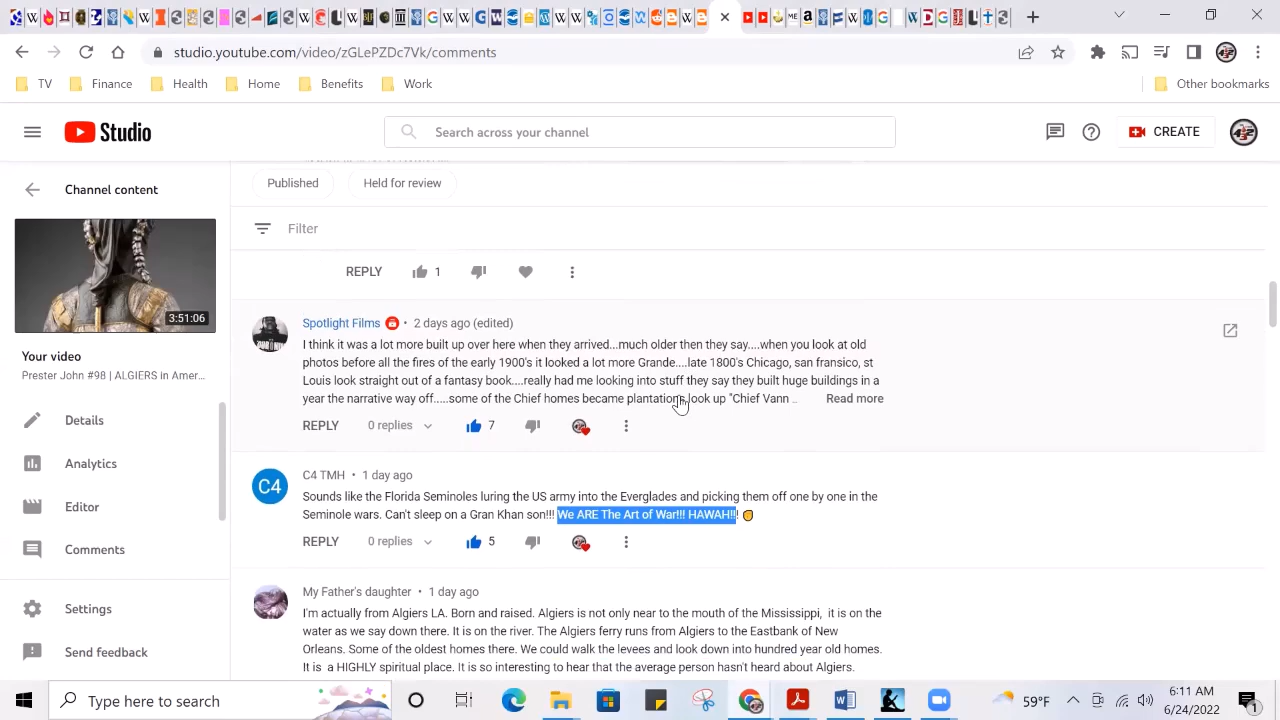 studio.youtube.com/video/zGLePZDc7Vk/comments
TV Finance Health Home Benefits Work Other bookmarks
Studio Search across your channel CREATE
Channel content
3:51:06
Your video
Prester John #98 | ALGIERS in Amer...
Details
Analytics
Editor
Comments
Settings
Send feedback
Published Held for review
Filter
REPLY 1
Spotlight Films • 2 days ago (edited)
I think it was a lot more built up over here when they arrived...much older then they say....when you look at old
photos before all the fires of the early 1900's it looked a lot more Grande....late 1800's Chicago, san fransico, st
Louis look straight out of a fantasy book....really had me looking into stuff they say they built huge buildings in a
year the narrative way off.....some of the Chief homes became plantations look up "Chief Vann .. Read more
REPLY 0 replies 7
C4 C4 TMH • 1 day ago
Sounds like the Florida Seminoles luring the US army into the Everglades and picking them off one by one in the
Seminole wars. Can't sleep on a Gran Khan son!!! We ARE The Art of War!!! HAWAH!!!
REPLY 0 replies 5
My Father's daughter • 1 day ago
I'm actually from Algiers LA. Born and raised. Algiers is not only near to the mouth of the Mississippi, it is on the
water as we say down there. It is on the river. The Algiers ferry runs from Algiers to the Eastbank of New
Orleans. Some of the oldest homes there. We could walk the levees and look down into hundred year old homes.
It is a HIGHLY spiritual place. It is so interesting to hear that the average person hasn't heard about Algiers.
Type here to search 59°F 6:11 AM
6/24/2022 1